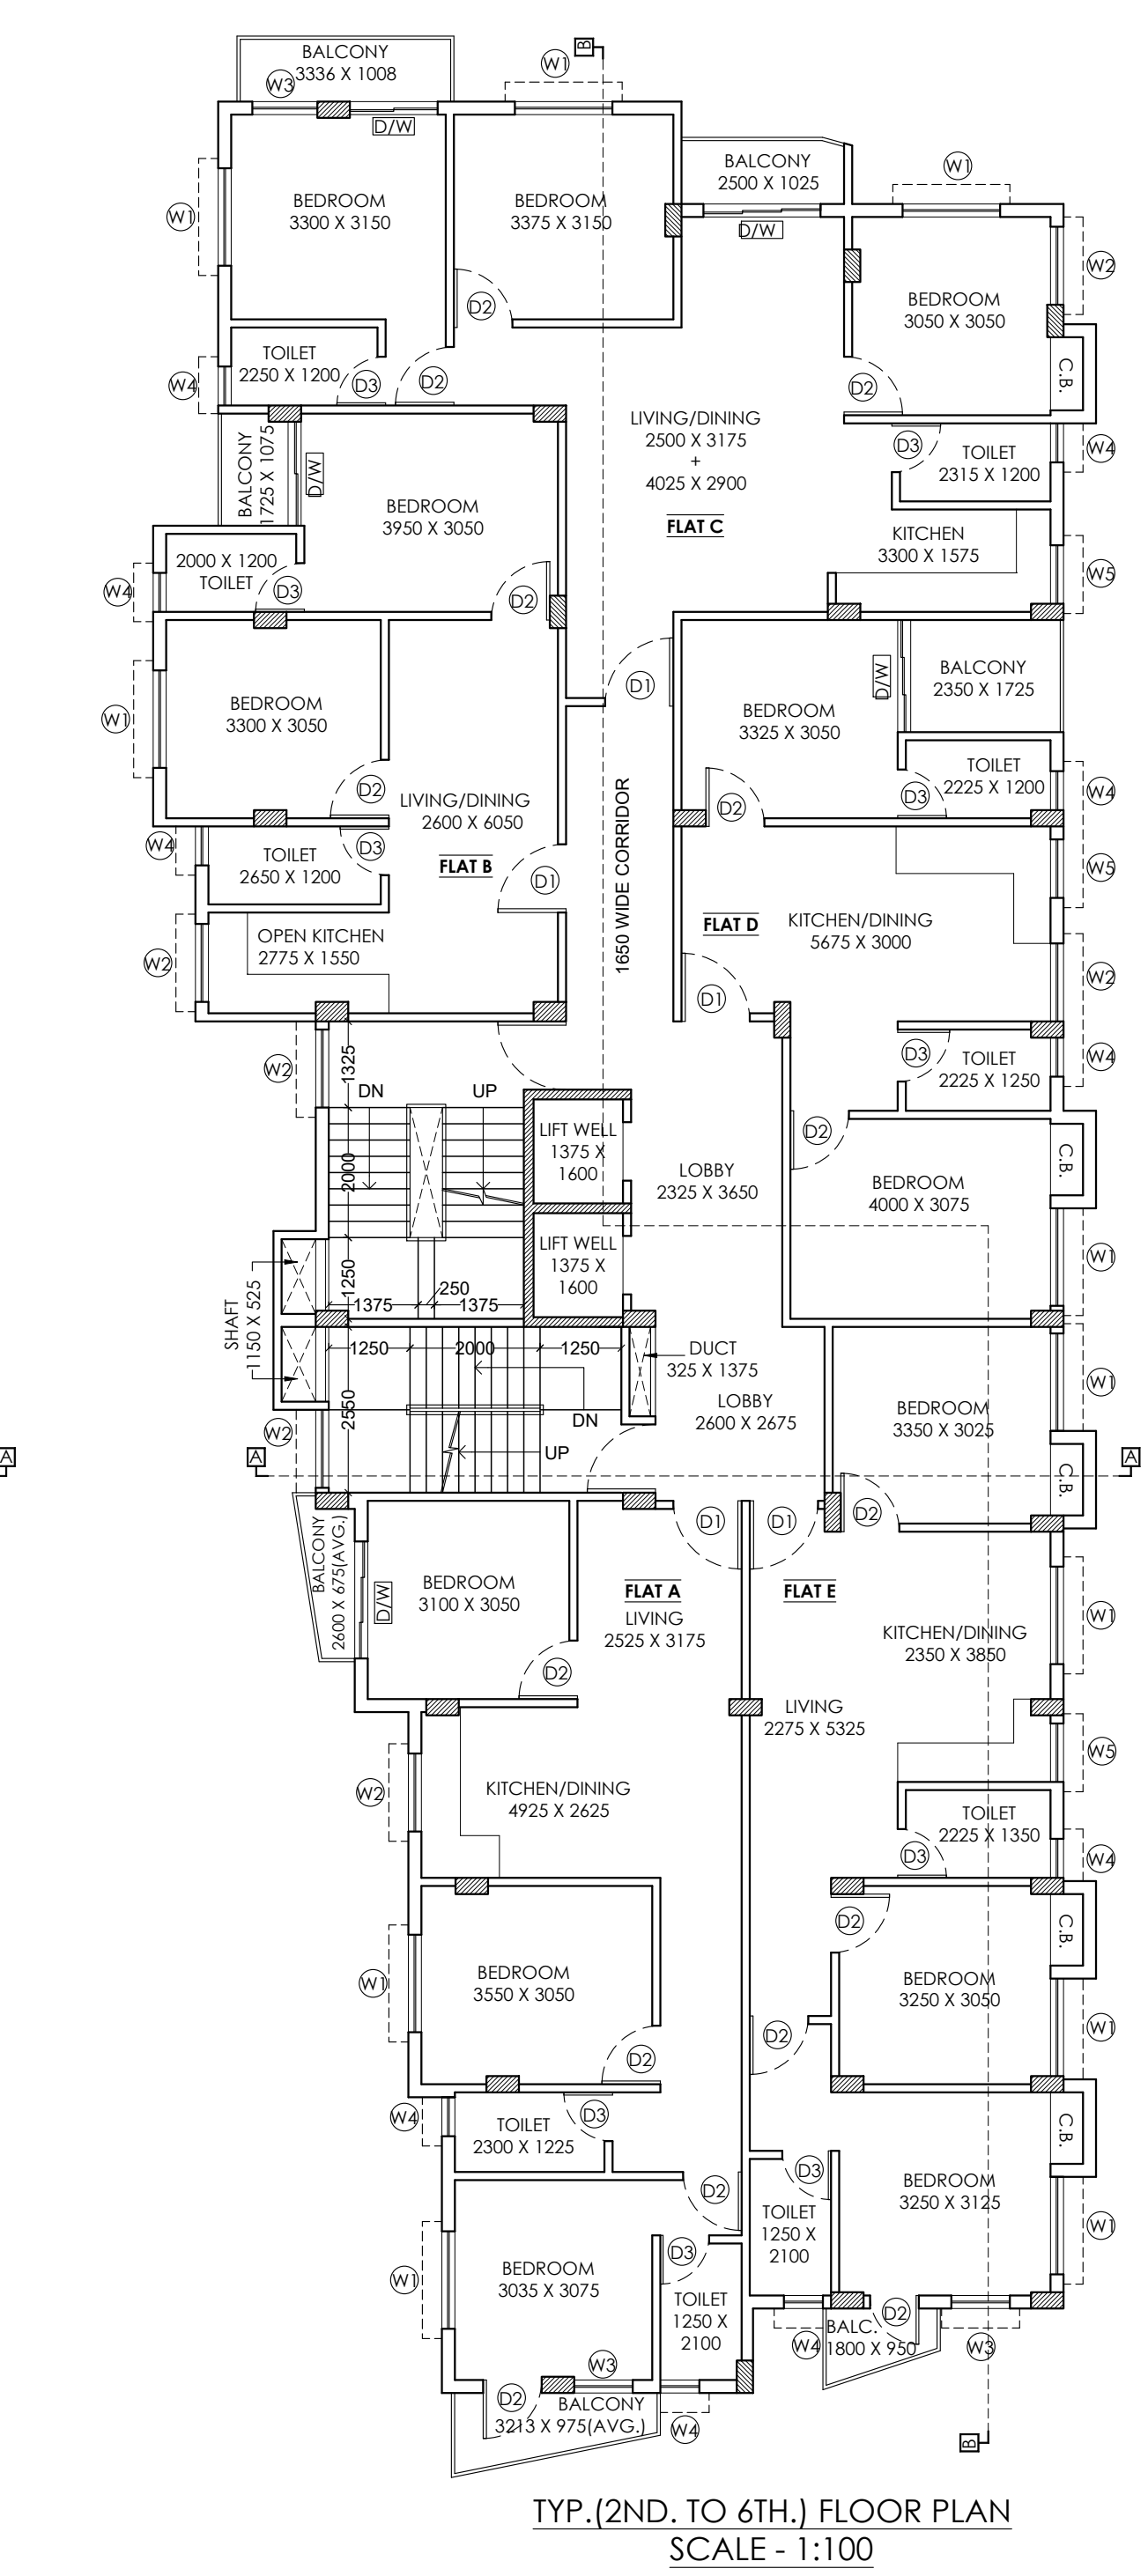 BALCONY
3336 X 1008
W3
W1
B
D/W
BEDROOM
3300 X 3150
BEDROOM
3375 X 3150
BALCONY
2500 X 1025
W1
W1
D/W
W2
BEDROOM
3050 X 3050
D2
TOILET
2250 X 1200
W4
D3
D2
D2
C.B.
BALCONY
1725 X 1075
D/W
LIVING/DINING
2500 X 3175
+
4025 X 2900
FLAT C
D3
TOILET
2315 X 1200
W4
BEDROOM
3950 X 3050
KITCHEN
3300 X 1575
W5
2000 X 1200
TOILET
W4
D3
D2
BEDROOM
3300 X 3050
W1
D1
D/W
BALCONY
2350 X 1725
BEDROOM
3325 X 3050
TOILET
2225 X 1200
W4
D2
D3
D2
LIVING/DINING
2600 X 6050
FLAT B
1650 WIDE CORRIDOR
W4
D3
TOILET
2650 X 1200
D1
W5
FLAT D
KITCHEN/DINING
5675 X 3000
OPEN KITCHEN
2775 X 1550
W2
W2
D1
W2
1325
DN
UP
D3
TOILET
2225 X 1250
W4
LIFT WELL
1375 X
1600
D2
2000
LOBBY
2325 X 3650
BEDROOM
4000 X 3075
C.B.
LIFT WELL
1375 X
1600
W1
1250
250
1375
1375
SHAFT
1150 X 525
1250
2000
1250
DUCT
325 X 1375
W1
LOBBY
2600 X 2675
BEDROOM
3350 X 3025
2550
DN
UP
W2
A
A
A
C.B.
D2
D1
D1
BALCONY
2600 X 675(AVG.)
D/W
BEDROOM
3100 X 3050
FLAT A
LIVING
2525 X 3175
FLAT E
W1
KITCHEN/DINING
2350 X 3850
D2
LIVING
2275 X 5325
W5
KITCHEN/DINING
4925 X 2625
W2
TOILET
2225 X 1350
D3
W4
D2
C.B.
BEDROOM
3550 X 3050
W1
BEDROOM
3250 X 3050
W1
D2
D2
W4
D3
TOILET
2300 X 1225
C.B.
D3
D2
BEDROOM
3250 X 3125
TOILET
1250 X
2100
W1
D3
BEDROOM
3035 X 3075
W1
TOILET
1250 X
2100
D2
BALC.
1800 X 950
W4
W3
W3
D2
BALCONY
3213 X 975(AVG.)
W4
B
TYP.(2ND. TO 6TH.) FLOOR PLAN
SCALE - 1:100